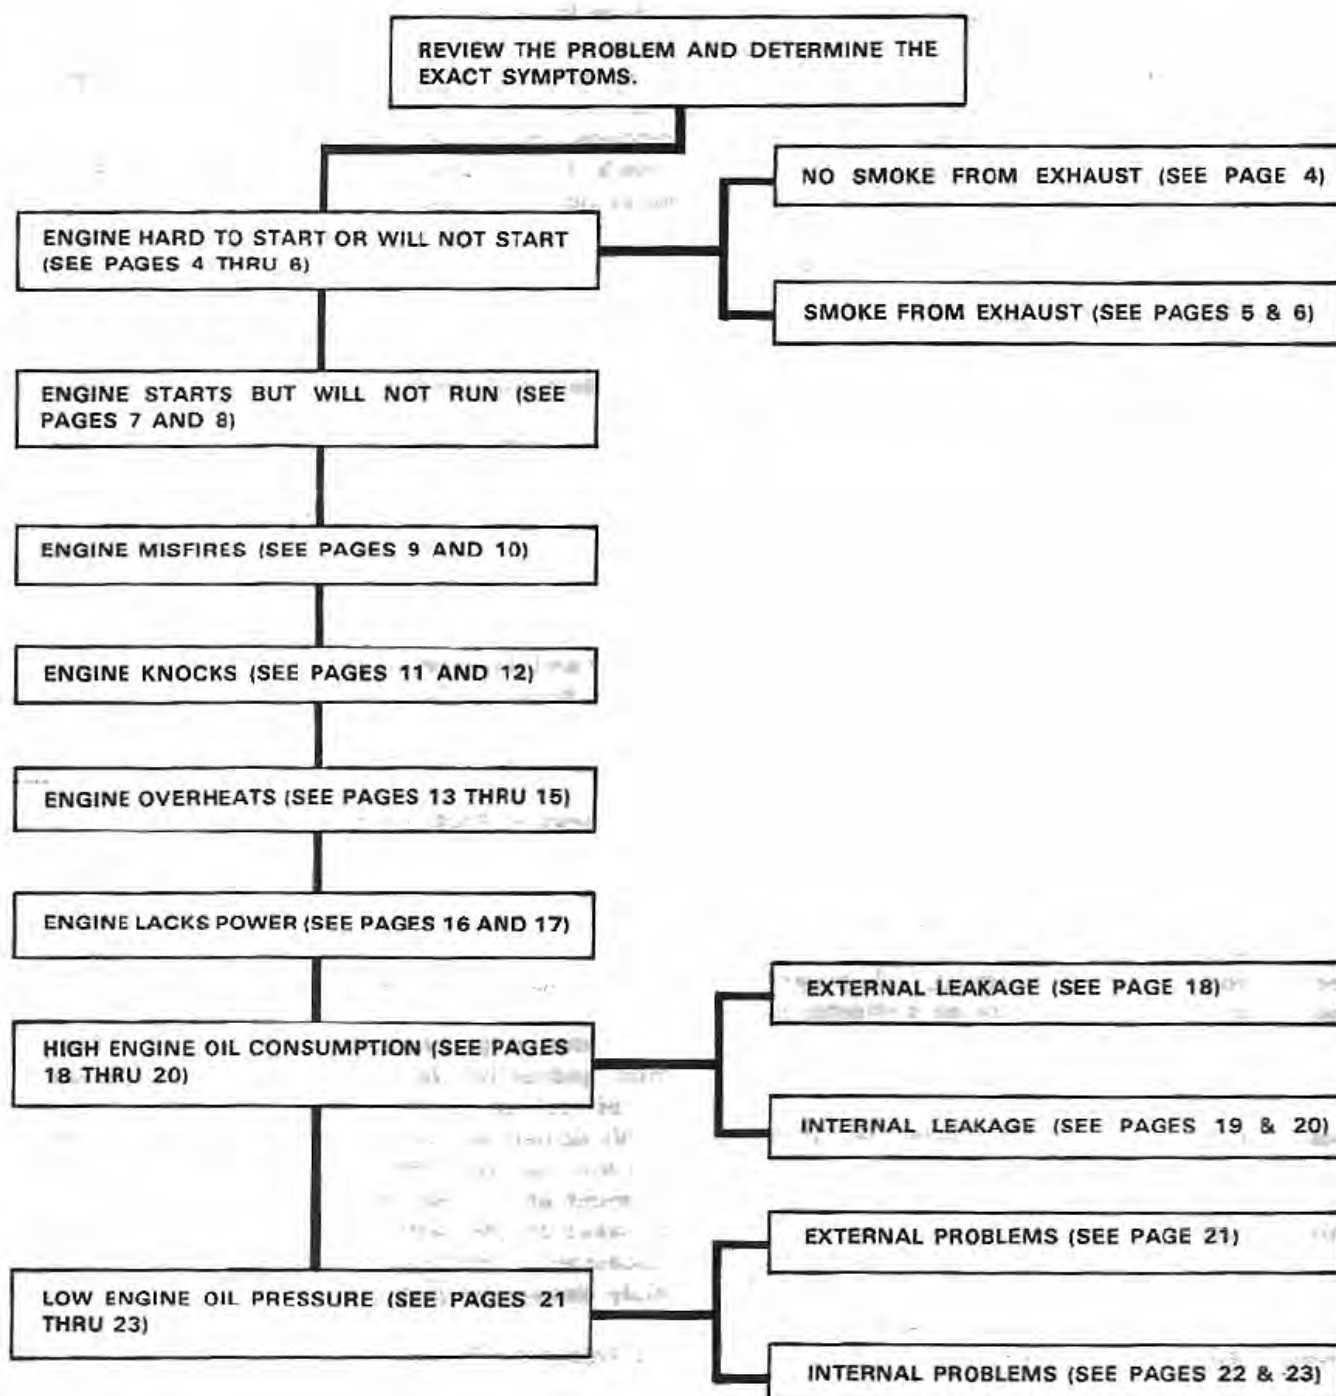 REVIEW THE PROBLEM AND DETERMINE THE
EXACT SYMPTOMS.
NO SMOKE FROM EXHAUST (SEE PAGE 4)
ENGINE HARD TO START OR WILL NOT START
(SEE PAGES 4 THRU 6)
SMOKE FROM EXHAUST (SEE PAGES 5 & 6)
ENGINE STARTS BUT WILL NOT RUN (SEE
PAGES 7 AND 8)
ENGINE MISFIRES (SEE PAGES 9 AND 10)
ENGINE KNOCKS (SEE PAGES 11 AND 12)
ENGINE OVERHEATS (SEE PAGES 13 THRU 15)
ENGINE LACKS POWER (SEE PAGES 16 AND 17)
EXTERNAL LEAKAGE (SEE PAGE 18)
HIGH ENGINE OIL CONSUMPTION (SEE PAGES
18 THRU 20)
INTERNAL LEAKAGE (SEE PAGES 19 & 20)
EXTERNAL PROBLEMS (SEE PAGE 21)
LOW ENGINE OIL PRESSURE (SEE PAGES 21
THRU 23)
INTERNAL PROBLEMS (SEE PAGES 22 & 23)